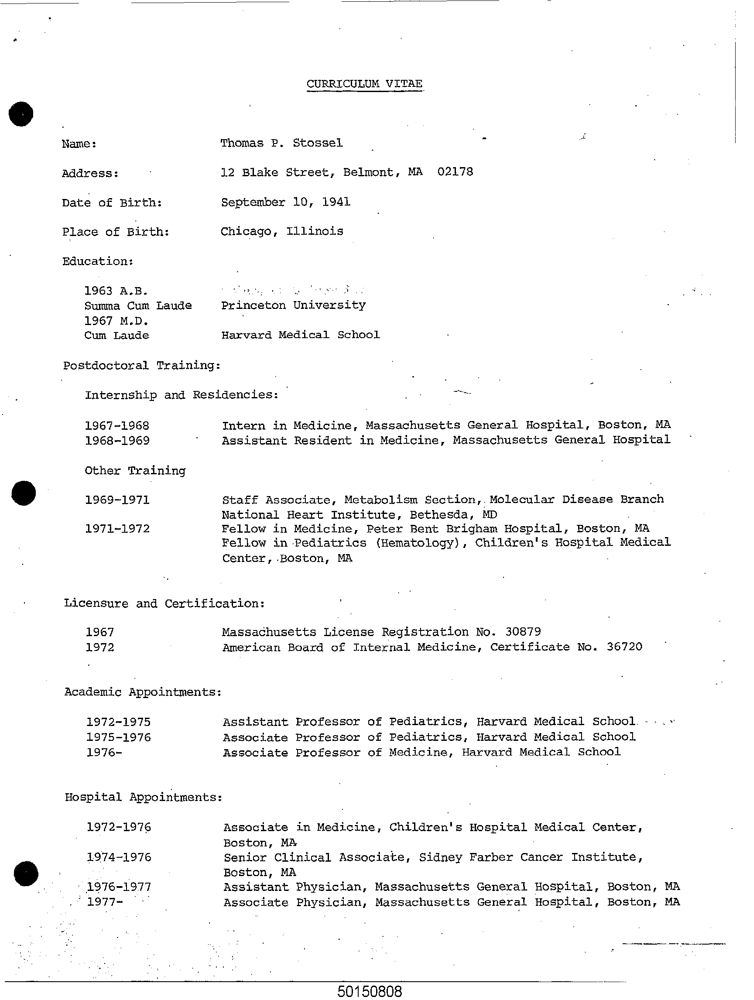 CURRICULUM VITAE
Name: Thomas P. Stossel
Address: 12 Blake Street, Belmont, MA 02178
Date of Birth: September 10, 1941
Place of Birth: Chicago, Illinois
Education:
1963 A.B.
Summa Cum Laude Princeton University
1967 M.D.
Cum Laude Harvard Medical School
Postdoctoral Training:
Internship and Residencies:
1967-1968 Intern in Medicine, Massachusetts General Hospital, Boston, MA
1968-1969 Assistant Resident in Medicine, Massachusetts General Hospital
Other Training
1969-1971 Staff Associate, Metabolism Section, Molecular Disease Branch
National Heart Institute, Bethesda, MD
1971-1972 Fellow in Medicine, Peter Bent Brigham Hospital, Boston, MA
Fellow in Pediatrics (Hematology), Children's Hospital Medical
Center, Boston, MA
Licensure and Certification:
1967 Massachusetts License Registration No. 30879
1972 American Board of Internal Medicine, Certificate No. 36720
Academic Appointments:
1972-1975 Assistant Professor of Pediatrics, Harvard Medical School
1975-1976 Associate Professor of Pediatrics, Harvard Medical School
1976- Associate Professor of Medicine, Harvard Medical School
Hospital Appointments:
1972-1976 Associate in Medicine, Children's Hospital Medical Center,
Boston, MA
1974-1976 Senior Clinical Associate, Sidney Farber Cancer Institute,
Boston, MA
1976-1977 Assistant Physician, Massachusetts General Hospital, Boston, MA
1977- Associate Physician, Massachusetts General Hospital, Boston, MA
50150808